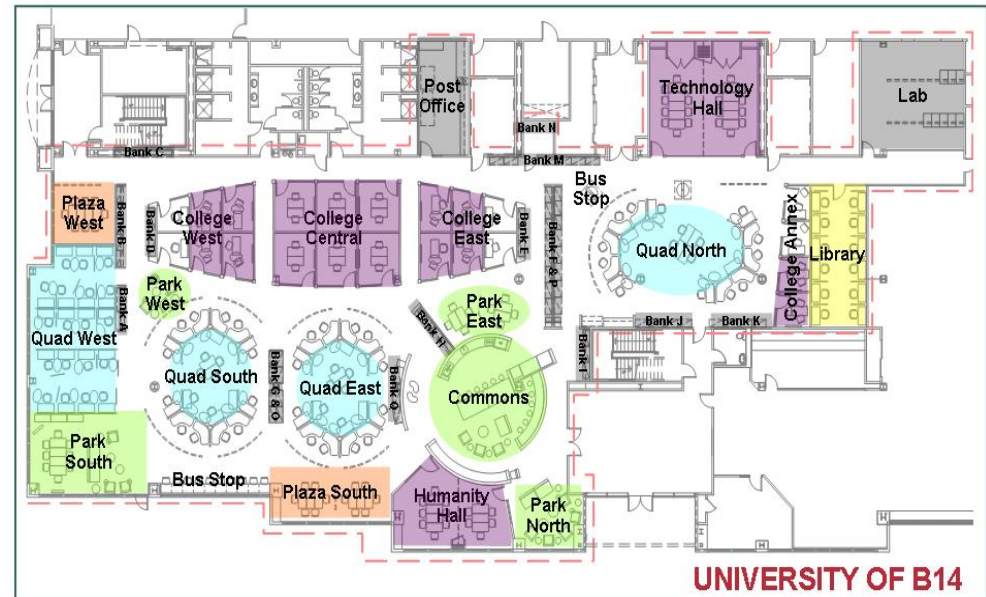 Post
Office
Technology
Hall
Lab
Bank N
Bank C
Bank M
Bus
Stop
Plaza
West
Bank B
Bank D
College
West
College
Central
College
East
Bank E
Bank F & P
Quad North
College Annex
Library
Park
West
Bank A
Quad West
Park
East
Bank H
Bank J
Bank K
Bank I
Quad South
Bank G & O
Quad East
Bank Q
Commons
Park
South
Bus Stop
Plaza South
Humanity
Hall
Park
North
UNIVERSITY OF B14